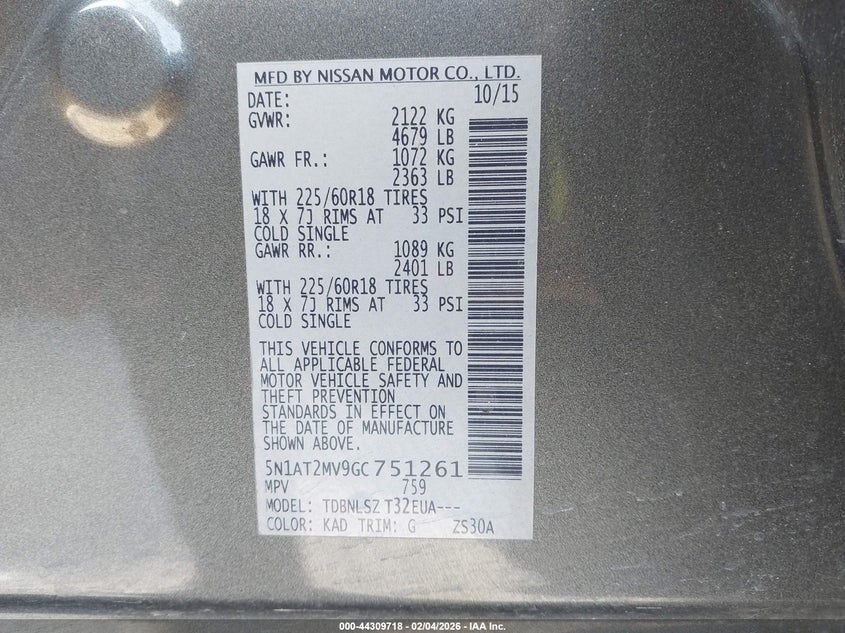 MFD BY NISSAN MOTOR CO., LTD.
DATE: 10/15
GVWR: 2122 KG
4679 LB
GAWR FR.: 1072 KG
2363 LB
WITH 225/60R18 TIRES
18 X 7J RIMS AT 33 PSI
COLD SINGLE
GAWR RR.: 1089 KG
2401 LB
WITH 225/60R18 TIRES
18 X 7J RIMS AT 33 PSI
COLD SINGLE
THIS VEHICLE CONFORMS TO
ALL APPLICABLE FEDERAL
MOTOR VEHICLE SAFETY AND
THEFT PREVENTION
STANDARDS IN EFFECT ON
THE DATE OF MANUFACTURE
SHOWN ABOVE.
5N1AT2MV9GC751261
MPV 759
MODEL: TDBNLSZ T32EUA---
COLOR: KAD TRIM: G ZS30A
000-44309718 - 02/04/2026 - IAA Inc.